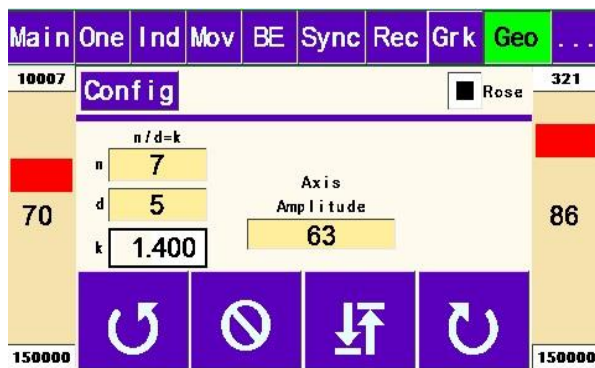 Main One Ind Mov BE Sync Rec Grk Geo ...
10007 Config Rose 321
n/d=k
n 7
Axis
70 d 5 Amplitude 86
k 1.400 63
150000 150000